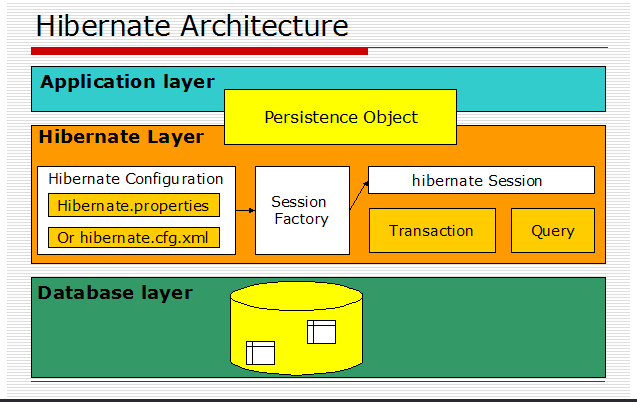 Hibernate Architecture
Application layer
Persistence Object
Hibernate Layer
Hibernate Configuration
Hibernate.properties
Or hibernate.cfg.xml
Session
Factory
hibernate Session
Transaction
Query
Database layer